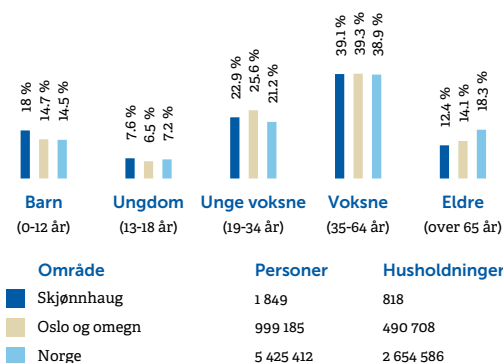 18 % 14.7 % 14.5 %
7.6 % 6.5 % 7.2 %
22.9 % 25.6 % 21.2 %
39.1 % 39.3 % 38.9 %
12.4 % 14.1 % 18.3 %
Barn Ungdom Unge voksne Voksne Eldre
(0-12 år) (13-18 år) (19-34 år) (35-64 år) (over 65 år)
Område Personer Husholdninger
Skjønnhaug 1 849 818
Oslo og omegn 999 185 490 708
Norge 5 425 412 2 654 586